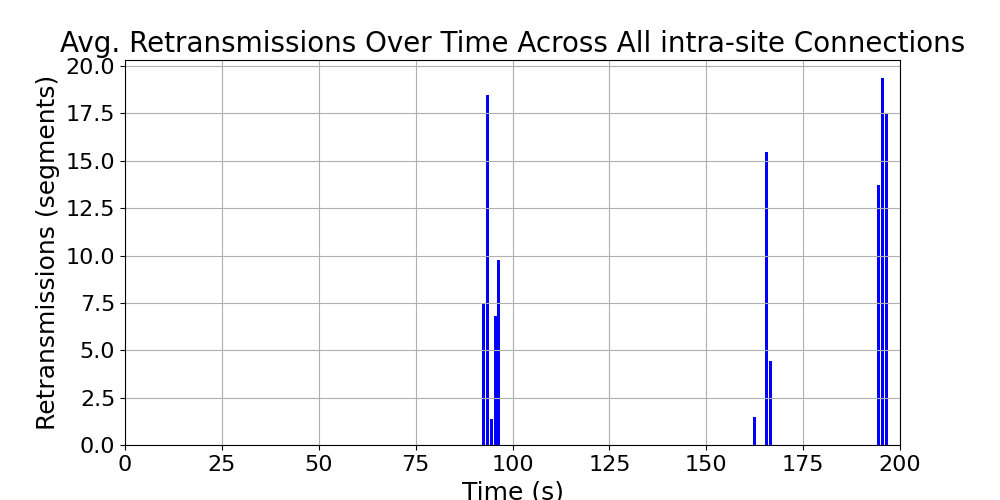 Avg. Retransmissions Over Time Across All intra-site Connections
Retransmissions (segments)
20.0
17.5
15.0
12.5
10.0
7.5
5.0
2.5
0.0
0 25 50 75 100 125 150 175 200
Time (s)